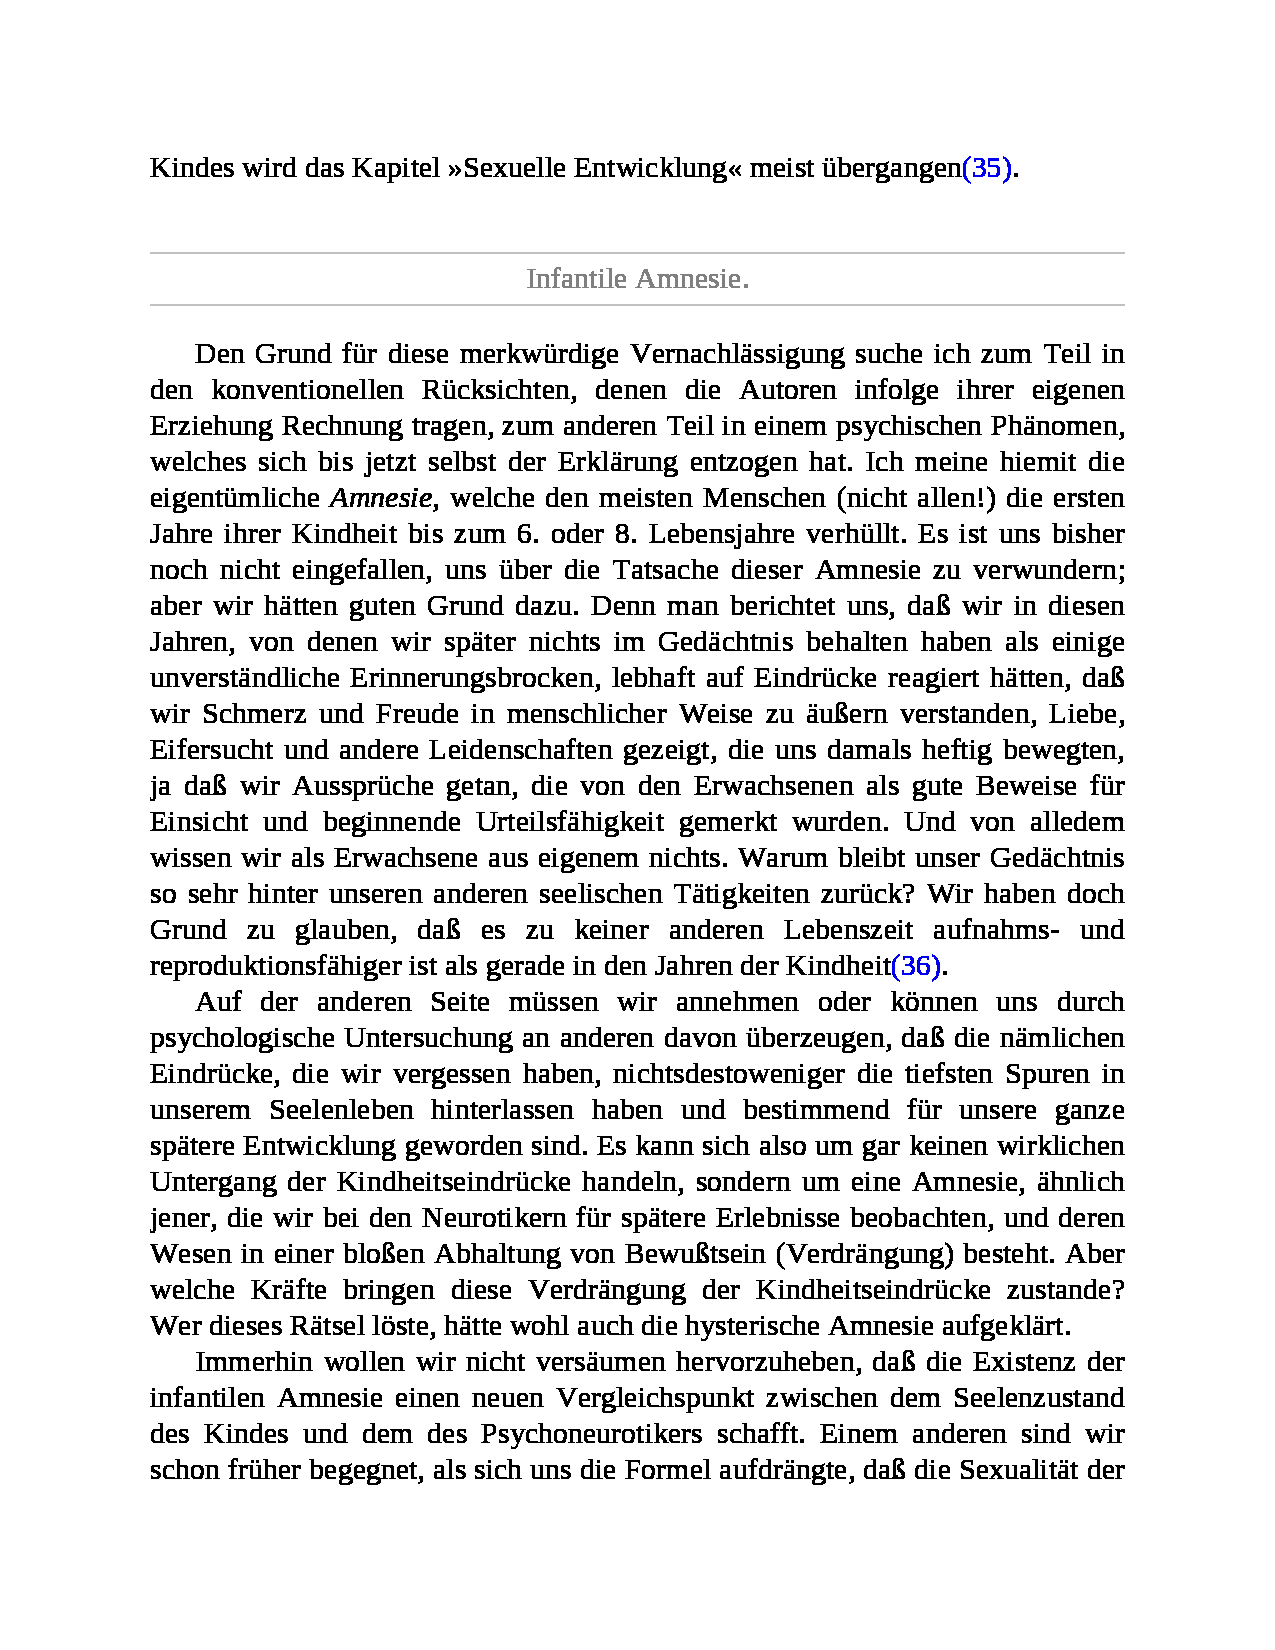 Kindes wird das Kapitel »Sexuelle Entwicklung« meist übergangen(35).
Infantile Amnesie.
Den Grund für diese merkwürdige Vernachlässigung suche ich zum Teil in
den konventionellen Rücksichten, denen die Autoren infolge ihrer eigenen
Erziehung Rechnung tragen, zum anderen Teil in einem psychischen Phänomen,
welches sich bis jetzt selbst der Erklärung entzogen hat. Ich meine hiemit die
eigentümliche Amnesie, welche den meisten Menschen (nicht allen!) die ersten
Jahre ihrer Kindheit bis zum 6. oder 8. Lebensjahre verhüllt. Es ist uns bisher
noch nicht eingefallen, uns über die Tatsache dieser Amnesie zu verwundern;
aber wir hätten guten Grund dazu. Denn man berichtet uns, daß wir in diesen
Jahren, von denen wir später nichts im Gedächtnis behalten haben als einige
unverständliche Erinnerungsbrocken, lebhaft auf Eindrücke reagiert hätten, daß
wir Schmerz und Freude in menschlicher Weise zu äußern verstanden, Liebe,
Eifersucht und andere Leidenschaften gezeigt, die uns damals heftig bewegten,
ja daß wir Aussprüche getan, die von den Erwachsenen als gute Beweise für
Einsicht und beginnende Urteilsfähigkeit gemerkt wurden. Und von alledem
wissen wir als Erwachsene aus eigenem nichts. Warum bleibt unser Gedächtnis
so sehr hinter unseren anderen seelischen Tätigkeiten zurück? Wir haben doch
Grund zu glauben, daß es zu keiner anderen Lebenszeit aufnahms- und
reproduktionsfähiger ist als gerade in den Jahren der Kindheit(36).
Auf der anderen Seite müssen wir annehmen oder können uns durch
psychologische Untersuchung an anderen davon überzeugen, daß die nämlichen
Eindrücke, die wir vergessen haben, nichtsdestoweniger die tiefsten Spuren in
unserem Seelenleben hinterlassen haben und bestimmend für unsere ganze
spätere Entwicklung geworden sind. Es kann sich also um gar keinen wirklichen
Untergang der Kindheitseindrücke handeln, sondern um eine Amnesie, ähnlich
jener, die wir bei den Neurotikern für spätere Erlebnisse beobachten, und deren
Wesen in einer bloßen Abhaltung von Bewußtsein (Verdrängung) besteht. Aber
welche Kräfte bringen diese Verdrängung der Kindheitseindrücke zustande?
Wer dieses Rätsel löste, hätte wohl auch die hysterische Amnesie aufgeklärt.
Immerhin wollen wir nicht versäumen hervorzuheben, daß die Existenz der
infantilen Amnesie einen neuen Vergleichspunkt zwischen dem Seelenzustand
des Kindes und dem des Psychoneurotikers schafft. Einem anderen sind wir
schon früher begegnet, als sich uns die Formel aufdrängte, daß die Sexualität der